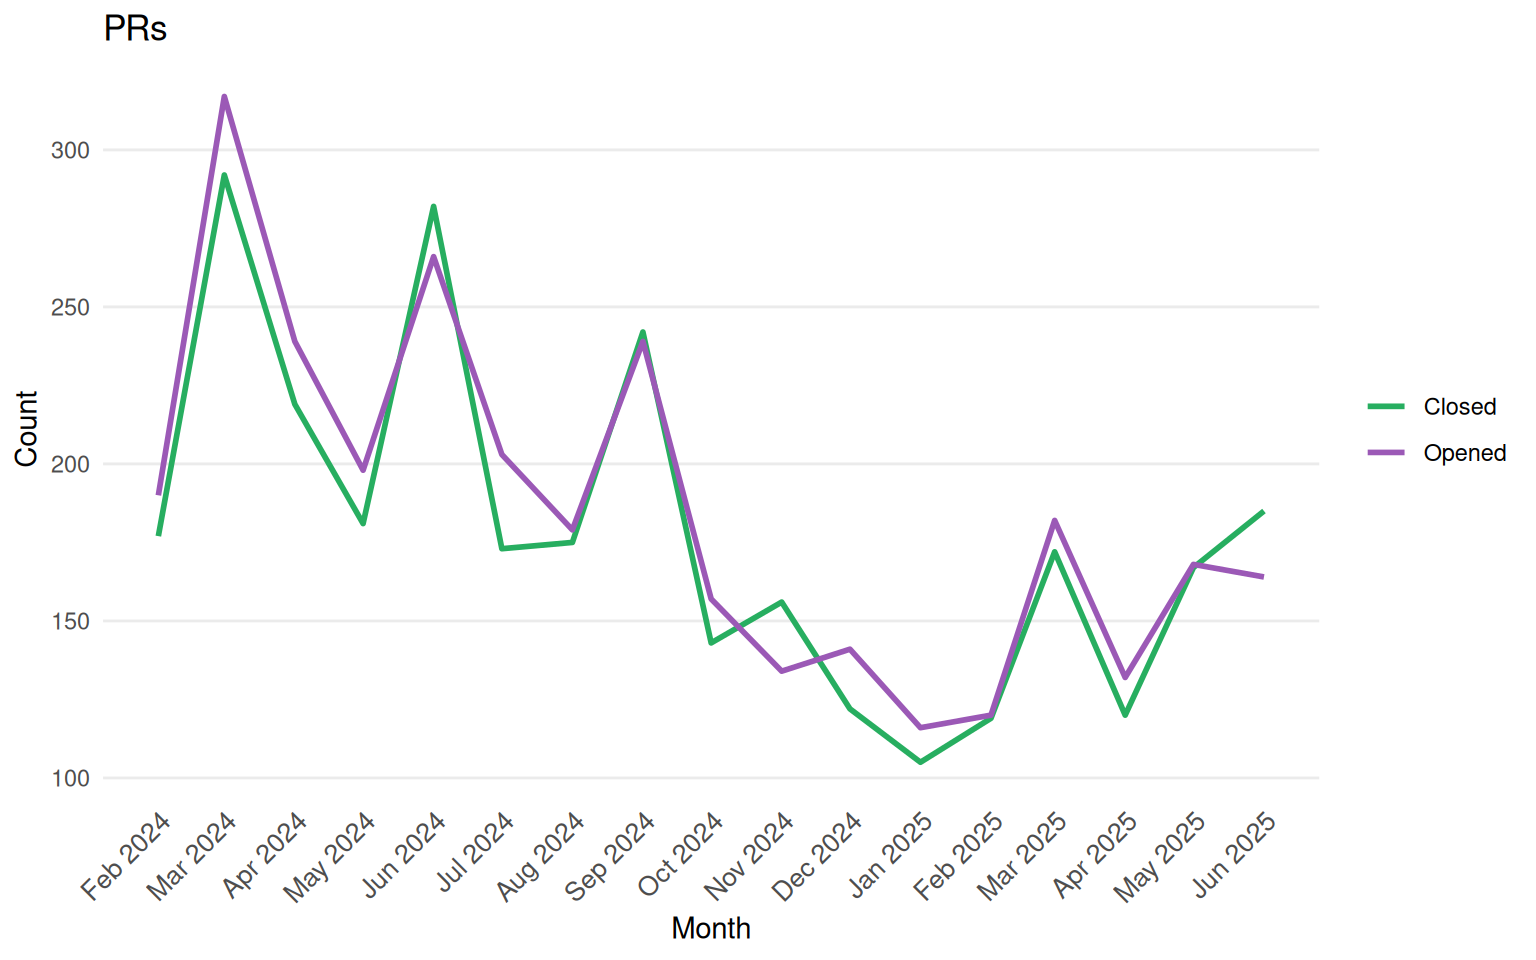 PRs
300
250
200
150
100
Count
Feb 2024
Mar 2024
Apr 2024
May 2024
Jun 2024
Jul 2024
Aug 2024
Sep 2024
Oct 2024
Nov 2024
Dec 2024
Jan 2025
Feb 2025
Mar 2025
Apr 2025
May 2025
Jun 2025
Month
Closed
Opened